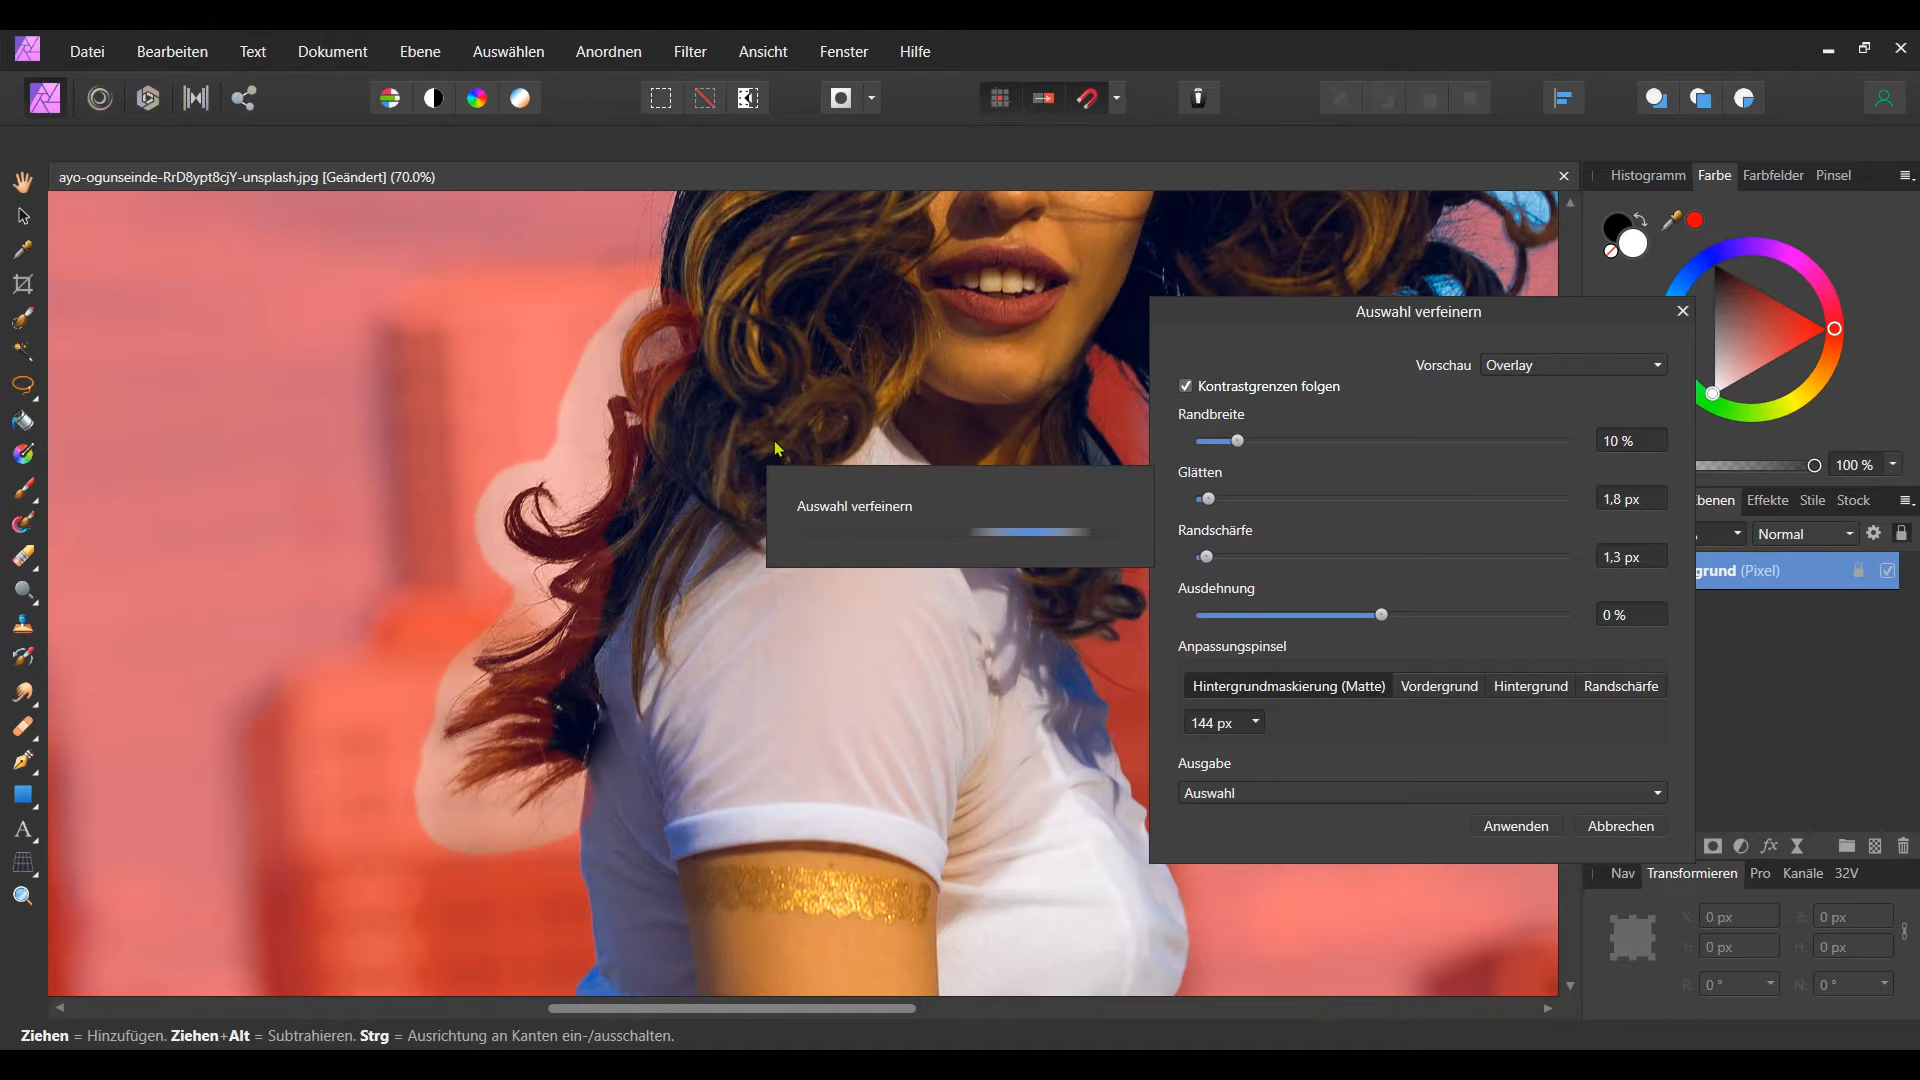 Datei Bearbeiten Text Dokument Ebene Auswählen Anordnen Filter Ansicht Fenster Hilfe
ayo-ogunseinde-RrD8ypt8cjY-unsplash.jpg [Geändert] (70.0%)
Histogramm Farbe Farbfelder Pinsel
Auswahl verfeinern
Vorschau Overlay
Kontrastgrenzen folgen
Randbreite
10 %
100 %
Glätten
1,8 px
Ebenen Effekte Stile Stock
Auswahl verfeinern
Randschärfe
Normal
1,3 px
grund (Pixel)
Ausdehnung
0 %
Anpassungspinsel
Hintergrundmaskierung (Matte) Vordergrund Hintergrund Randschärfe
144 px
Ausgabe
Auswahl
Anwenden Abbrechen
fx
Nav Transformieren Pro Kanäle 32V
X: 0 px B: 0 px
Y: 0 px H: 0 px
R: 0 ° N: 0 °
Ziehen = Hinzufügen. Ziehen+Alt = Subtrahieren. Strg = Ausrichtung an Kanten ein-/ausschalten.